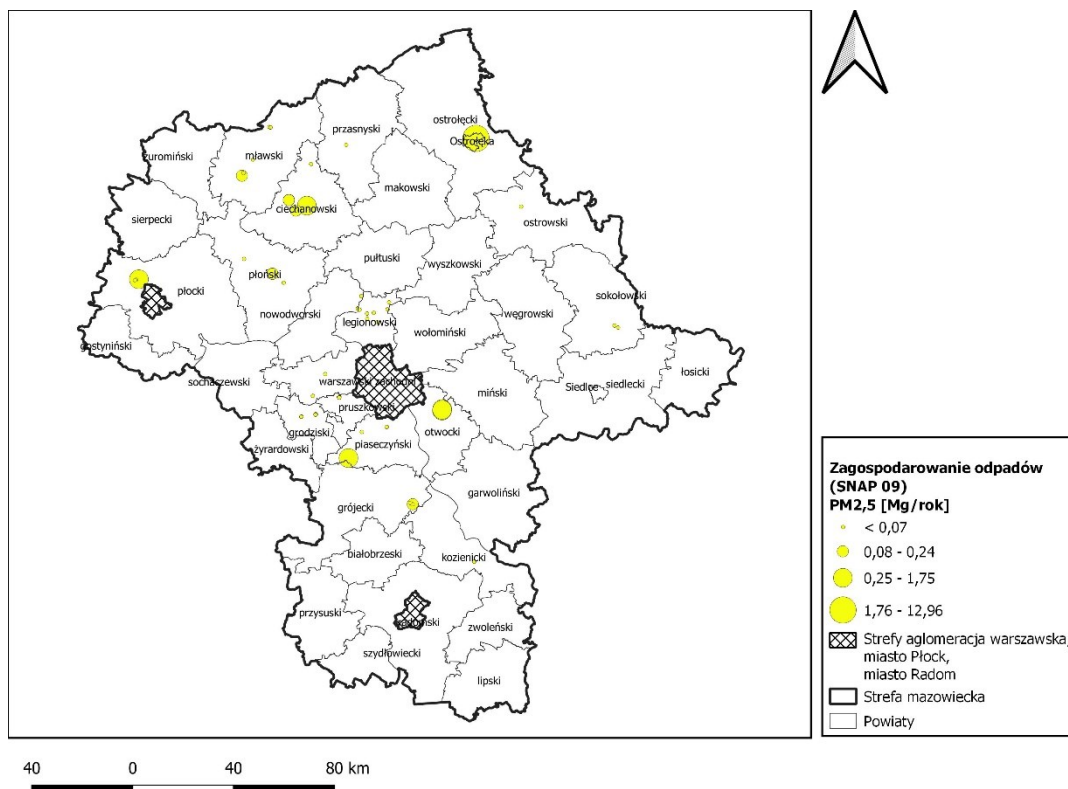 ostrołęcki
przasnyski
Ostrołęka
żuromiński
mławski
makowski
ciechanowski
sierpecki
ostrowski
pułtuski
wyszkowski
płoński
płocki
sokołowski
nowodworski
węgrowski
legionowski
wołomiński
gostyniński
łosicki
sochaczewski
warszawski zachodni
Siedlce
siedlecki
miński
pruszkowski
otwocki
grodziski
piaseczyński
żyrardowski
garwoliński
grójecki
białobrzeski
kozienicki
przysuski
radomski
zwoleński
szydłowiecki
lipski
Zagospodarowanie odpadów
(SNAP 09)
PM2,5 [Mg/rok]
< 0,07
0,08 - 0,24
0,25 - 1,75
1,76 - 12,96
Strefy aglomeracja warszawska,
miasto Płock,
miasto Radom
Strefa mazowiecka
Powiaty
40 0 40 80 km